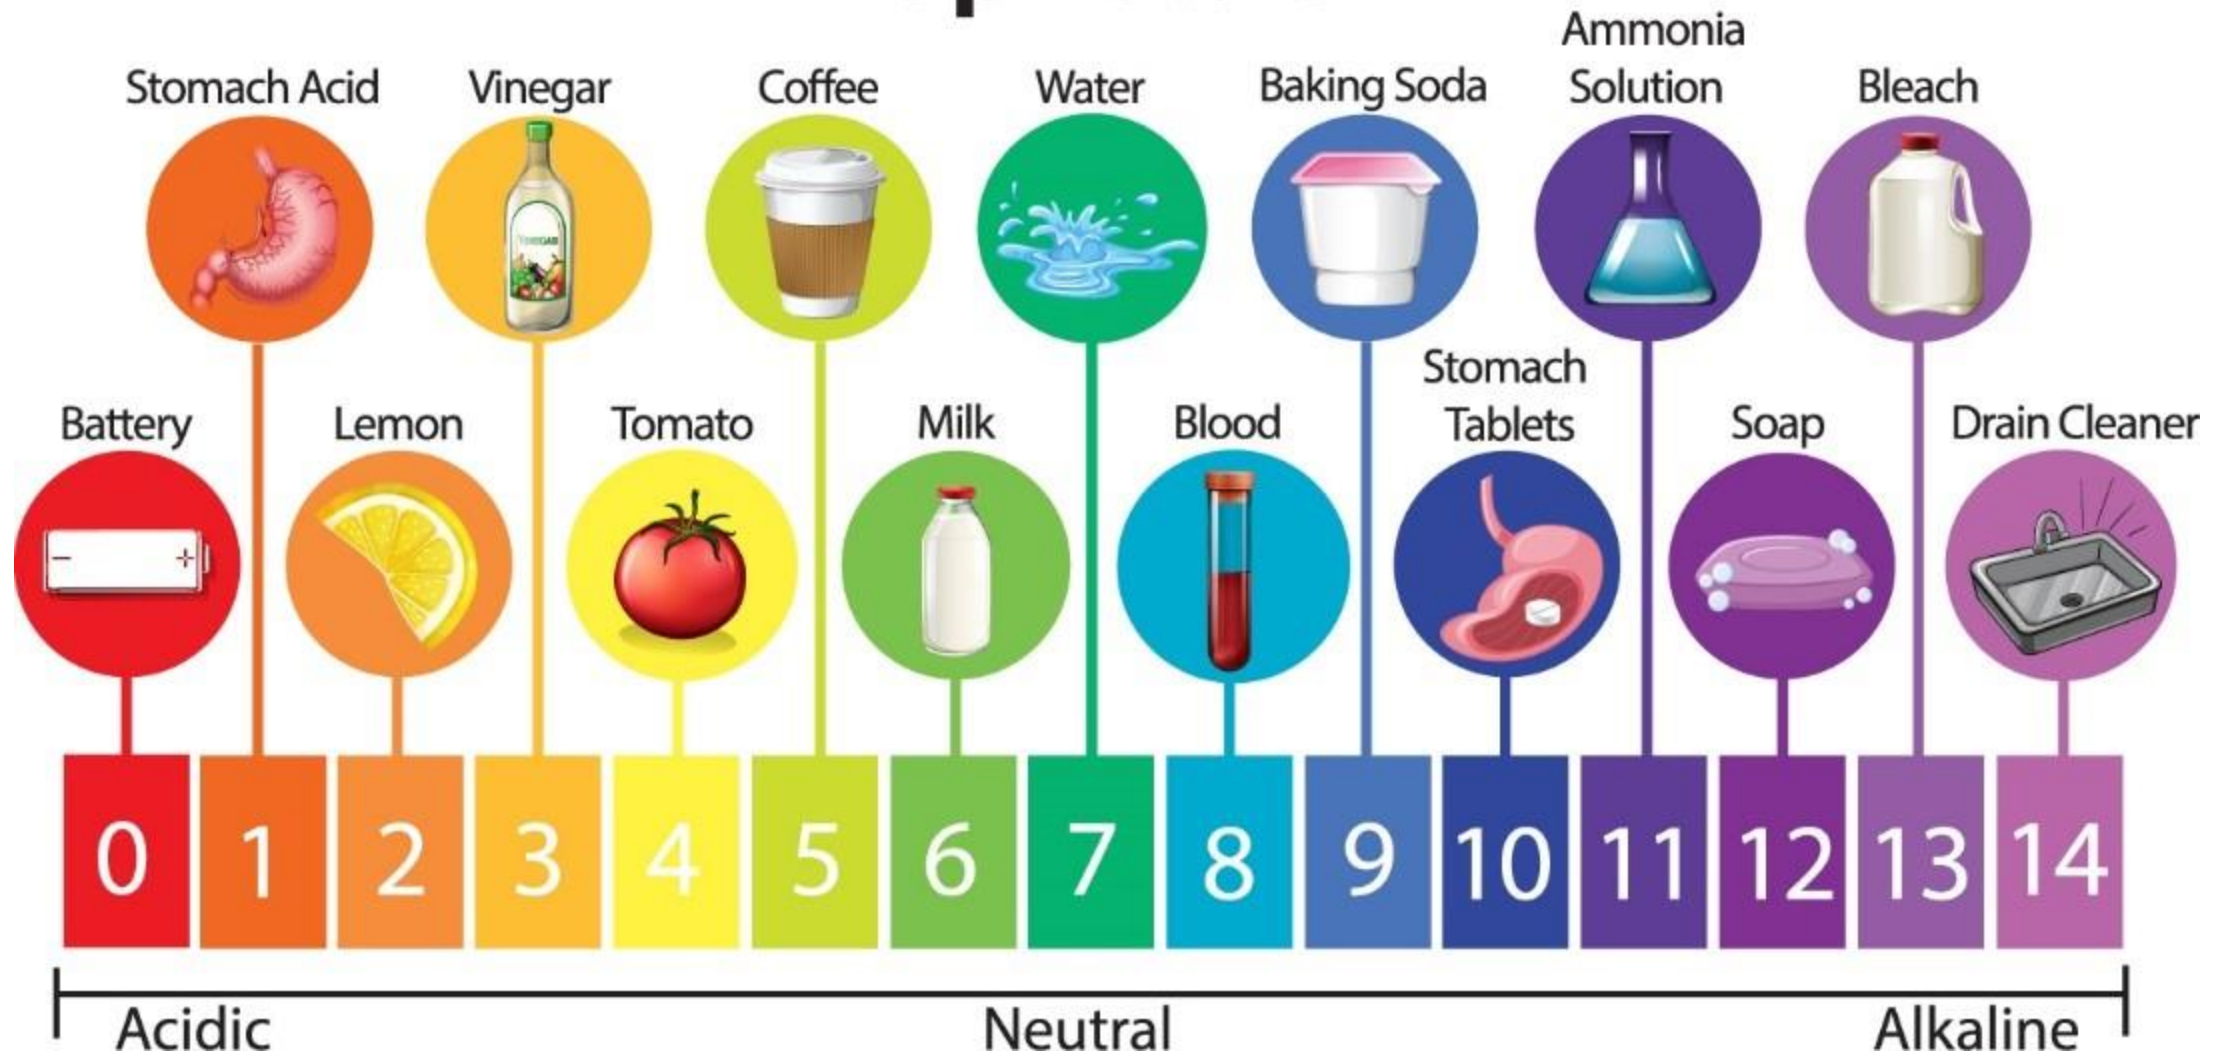 Ammonia
Stomach Acid Vinegar Coffee Water Baking Soda Solution Bleach
VINEGAR
Stomach
Battery Lemon Tomato Milk Blood Tablets Soap Drain Cleaner
- +
0 1 2 3 4 5 6 7 8 9 10 11 12 13 14
Acidic Neutral Alkaline